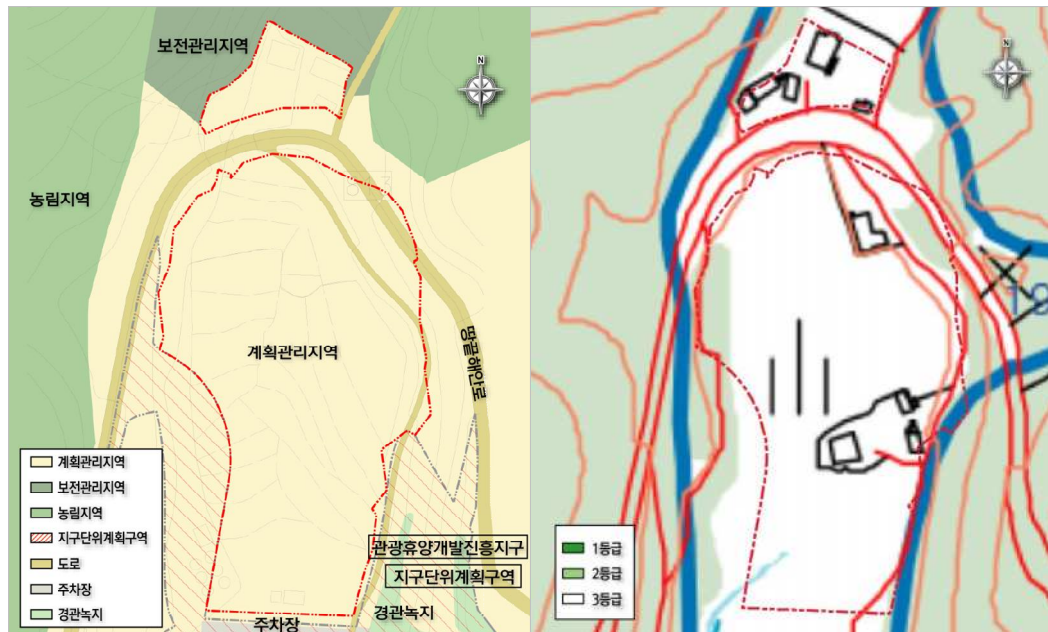 보전관리지역
N
농림지역
계획관리지역
땅끝해안로
계획관리지역
보전관리지역
농림지역
지구단위계획구역
도로
주차장
경관녹지
관광휴양개발진흥지구
지구단위계획구역
경관녹지
주차장
N
19
1등급
2등급
3등급